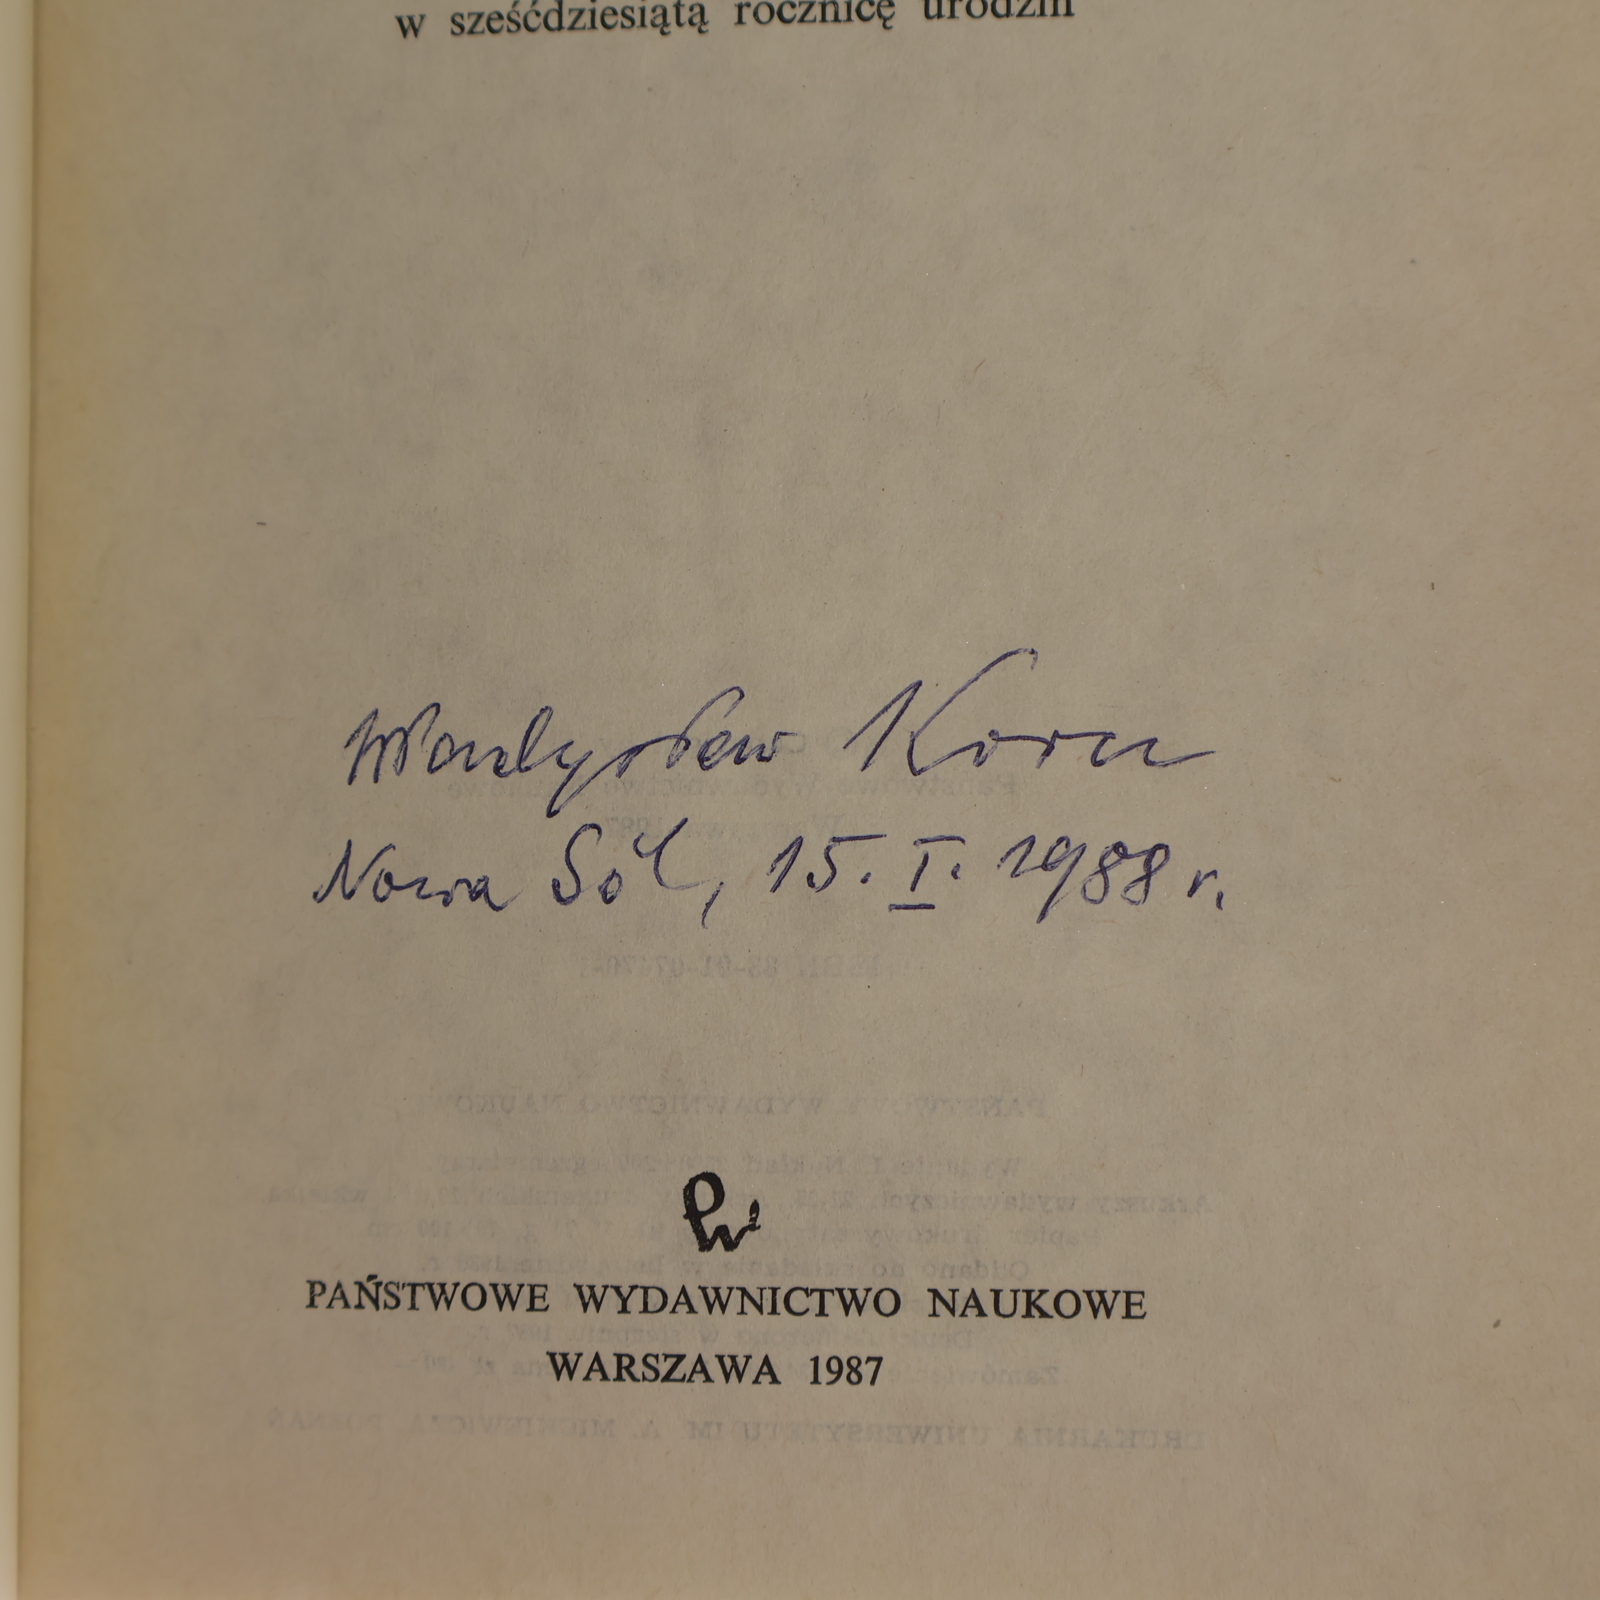 w sześćdziesiątą rocznicę urodzin
Władysław Korcz
Nowa Sól, 15. I. 1988 r.
PAŃSTWOWE WYDAWNICTWO NAUKOWE
WARSZAWA 1987